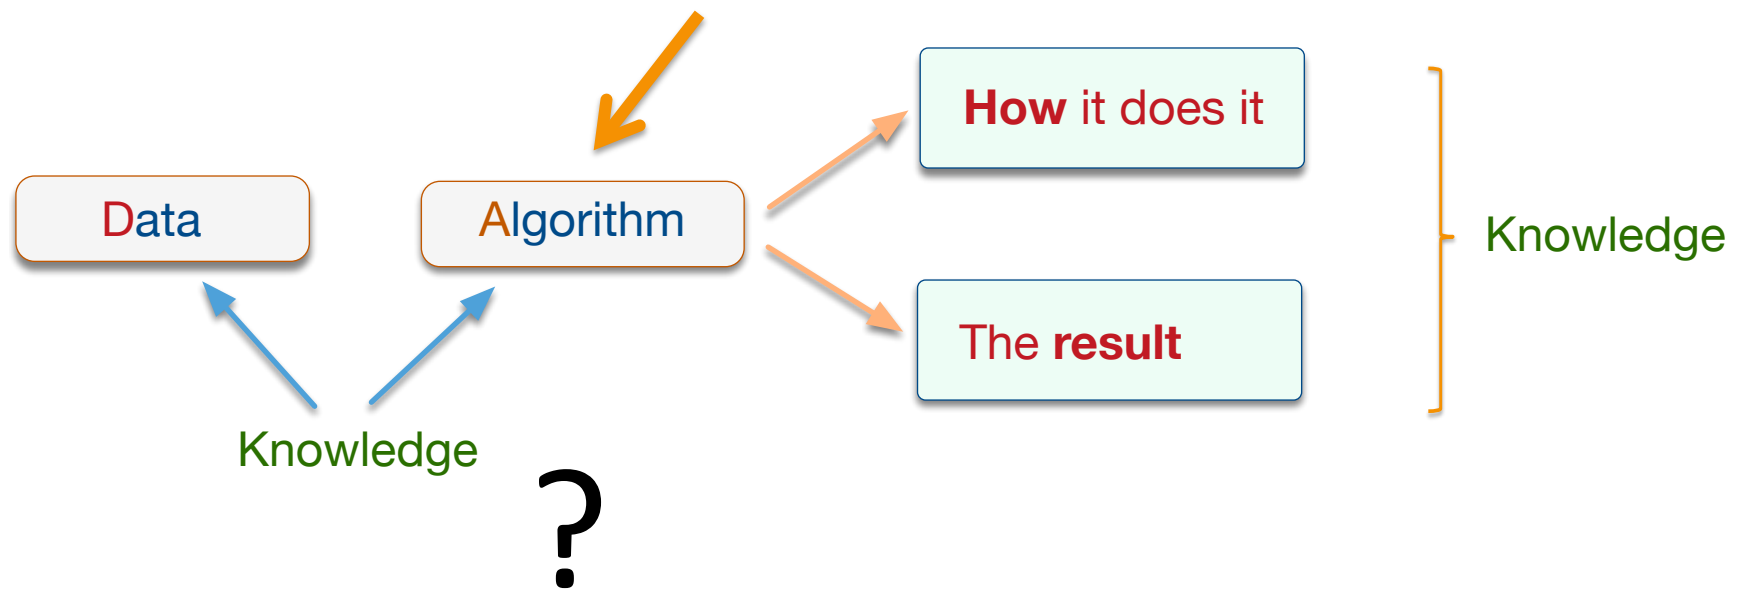 How it does it
Data
Algorithm
Knowledge
The result
Knowledge
?